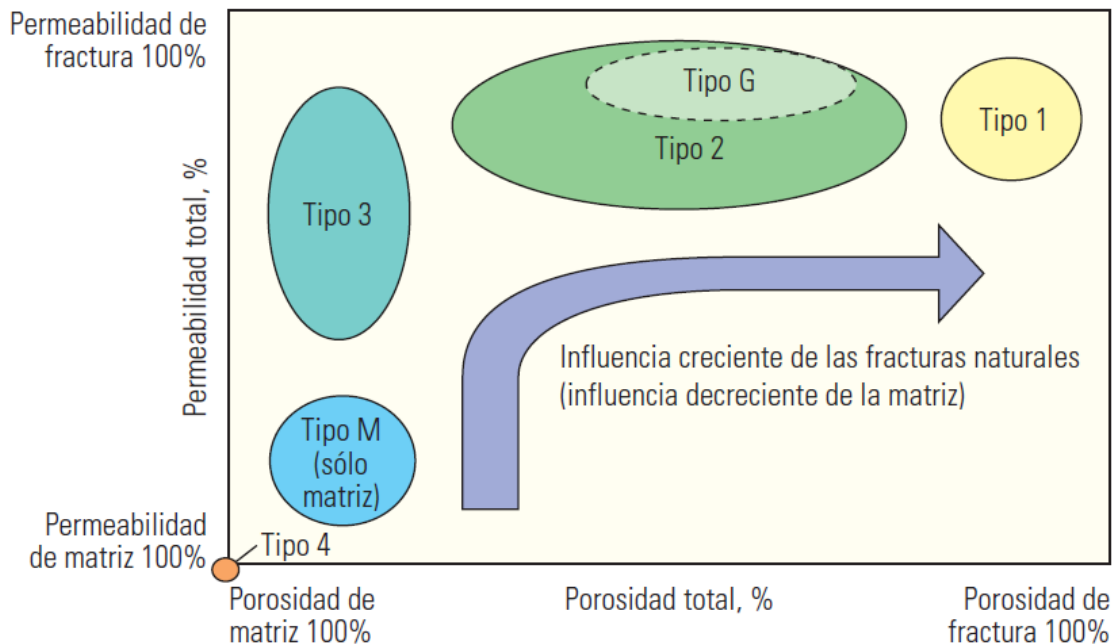 Permeabilidad de
fractura 100%
Tipo G
Tipo 1
Tipo 2
Tipo 3
Permeabilidad total, %
Influencia creciente de las fracturas naturales
(influencia decreciente de la matriz)
Tipo M
(sólo
matriz)
Permeabilidad
de matriz 100%
Tipo 4
Porosidad de
matriz 100%
Porosidad total, %
Porosidad de
fractura 100%